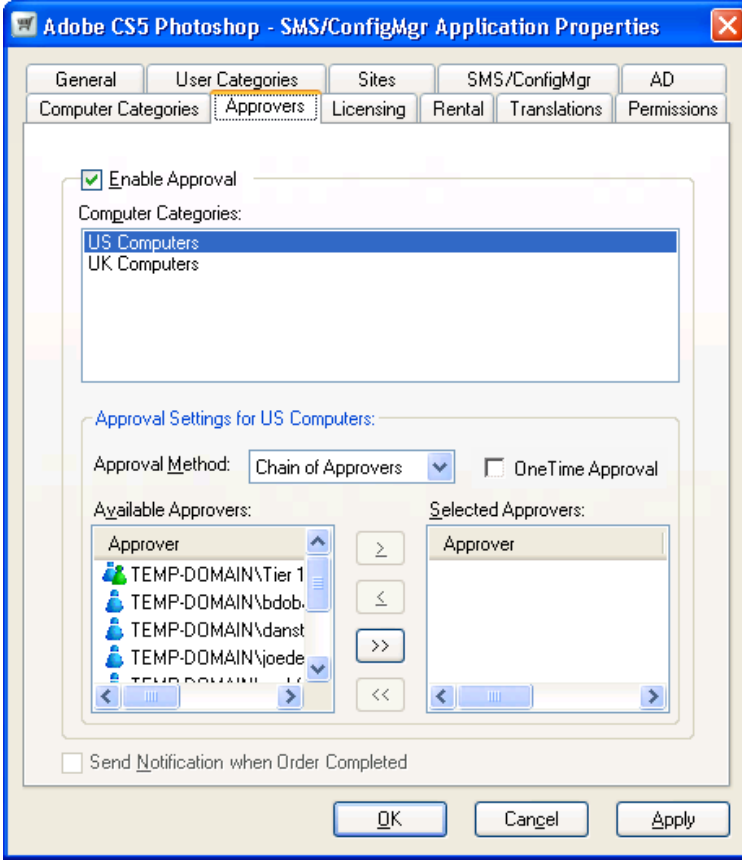 Adobe CS5 Photoshop - SMS/ConfigMgr Application Properties
General User Categories Sites SMS/ConfigMgr AD
Computer Categories Approvers Licensing Rental Translations Permissions
Enable Approval
Computer Categories:
US Computers
UK Computers
Approval Settings for US Computers:
Approval Method: Chain of Approvers OneTime Approval
Available Approvers: Selected Approvers:
Approver > Approver
TEMP-DOMAIN\Tier 1
TEMP-DOMAIN\bdob
< TEMP-DOMAIN\danst
TEMP-DOMAIN\joede >>
<<
Send Notification when Order Completed
OK Cancel Apply